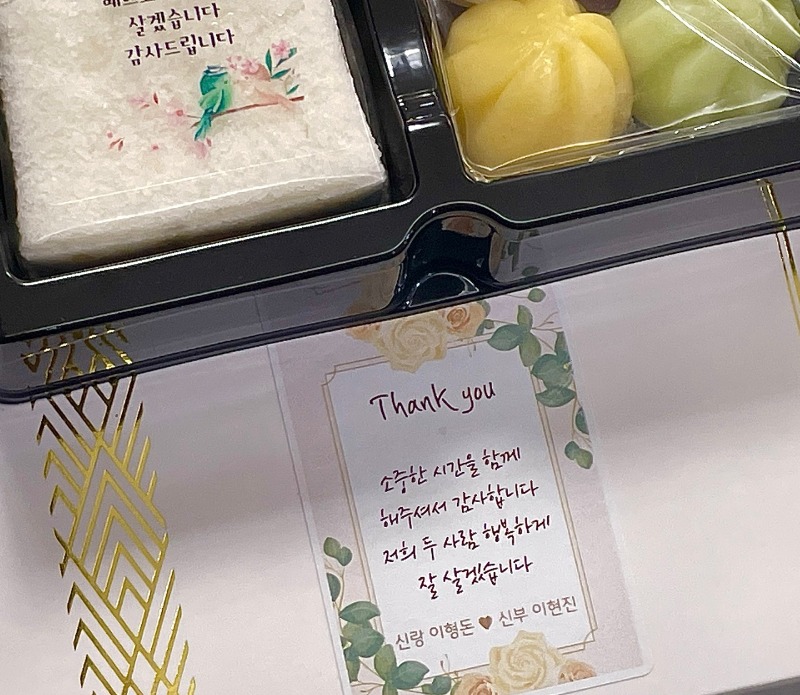 살겠습니다
감사드립니다
Thank you
소중한 시간을 함께
해주셔서 감사합니다
저희 두 사람 행복하게
잘 살겠습니다
신랑 이형돈 ♥ 신부 이현진